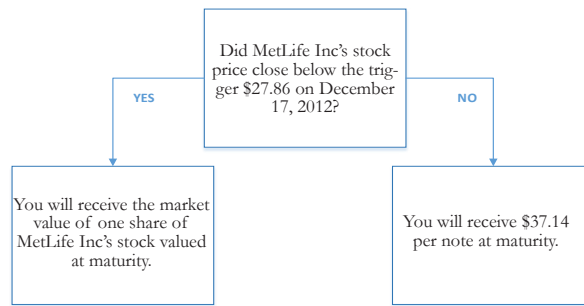 Did MetLife Inc's stock
price close below the trig-
ger $27.86 on December
17, 2012?
YES
NO
You will receive the market
value of one share of
MetLife Inc's stock valued
at maturity.
You will receive $37.14
per note at maturity.